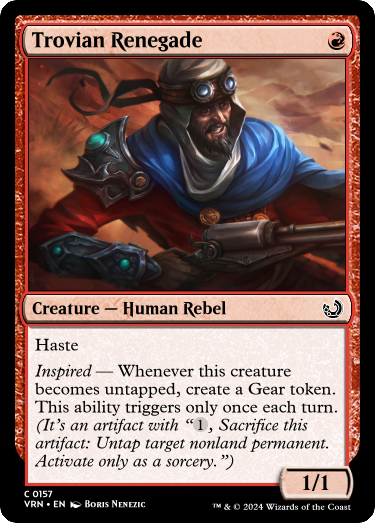 Trovian Renegade
Creature — Human Rebel
Haste
Inspired — Whenever this creature
becomes untapped, create a Gear token.
This ability triggers only once each turn.
(It's an artifact with “1, Sacrifice this
artifact: Untap target nonland permanent.
Activate only as a sorcery.”)
1/1
C 0157
VRN • EN Boris Nenezic
™ & © 2024 Wizards of the Coast